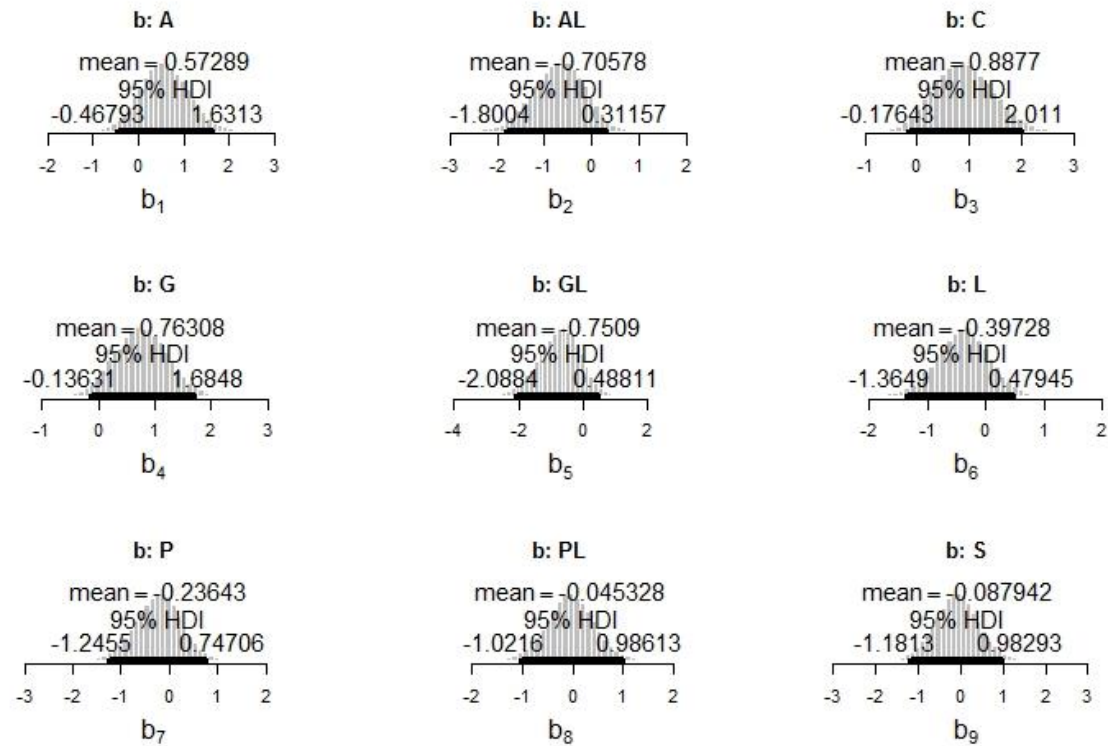 b: A
mean = 0.57289
95% HDI
-0.46793 1.6313
-2 -1 0 1 2 3
b1
b: AL
mean = -0.70578
95% HDI
-1.8004 0.31157
-3 -2 -1 0 1 2
b2
b: C
mean = 0.8877
95% HDI
-0.17643 2.011
-1 0 1 2 3
b3
b: G
mean = 0.76308
95% HDI
-0.13631 1.6848
-1 0 1 2 3
b4
b: GL
mean = -0.7509
95% HDI
-2.0884 0.48811
-4 -2 0 2
b5
b: L
mean = -0.39728
95% HDI
-1.3649 0.47945
-2 -1 0 1 2
b6
b: P
mean = -0.23643
95% HDI
-1.2455 0.74706
-3 -2 -1 0 1 2
b7
b: PL
mean = -0.045328
95% HDI
-1.0216 0.98613
-2 -1 0 1 2
b8
b: S
mean = -0.087942
95% HDI
-1.1813 0.98293
-3 -2 -1 0 1 2 3
b9